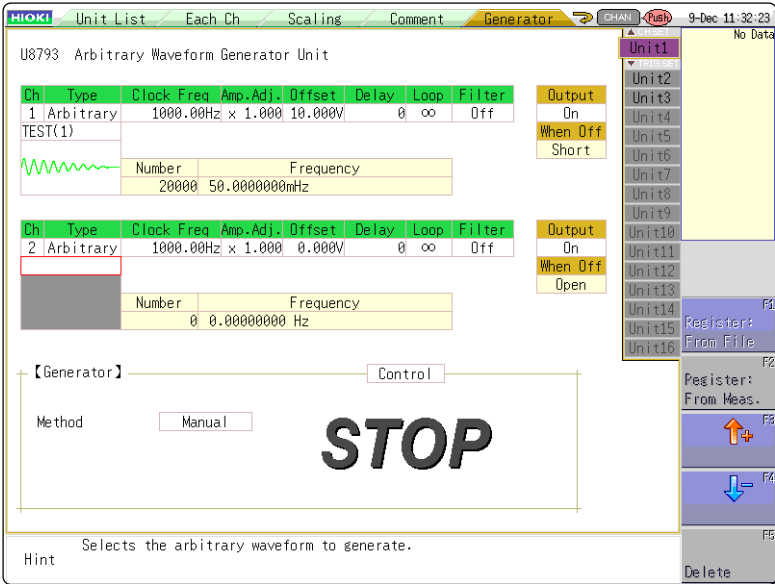 HIOKI Unit List Each Ch Scaling Comment Generator CHAN Push 9-Dec 11:32:23
No Data
U8793 Arbitrary Waveform Generator Unit
Ch Type Clock Freq Amp.Adj. Offset Delay Loop Filter Output
1 Arbitrary 1000.00Hz x 1.000 10.000V 0 ∞ Off On
TEST(1) When Off
Short
Number Frequency
20000 50.0000000mHz
Ch Type Clock Freq Amp.Adj. Offset Delay Loop Filter Output
2 Arbitrary 1000.00Hz x 1.000 0.000V 0 ∞ Off On
When Off
Open
Number Frequency
0 0.00000000 Hz
【Generator】 Control
Method Manual
STOP
Hint Selects the arbitrary waveform to generate.
▲ CH SET
Unit1
▼ TRIG SET
Unit2
Unit3
Unit4
Unit5
Unit6
Unit7
Unit8
Unit9
Unit10
Unit11
Unit12
Unit13
Unit14
Unit15
Unit16
F1
Register:
From File
F2
Register:
From Meas.
F3
+
F4
−
F5
Delete